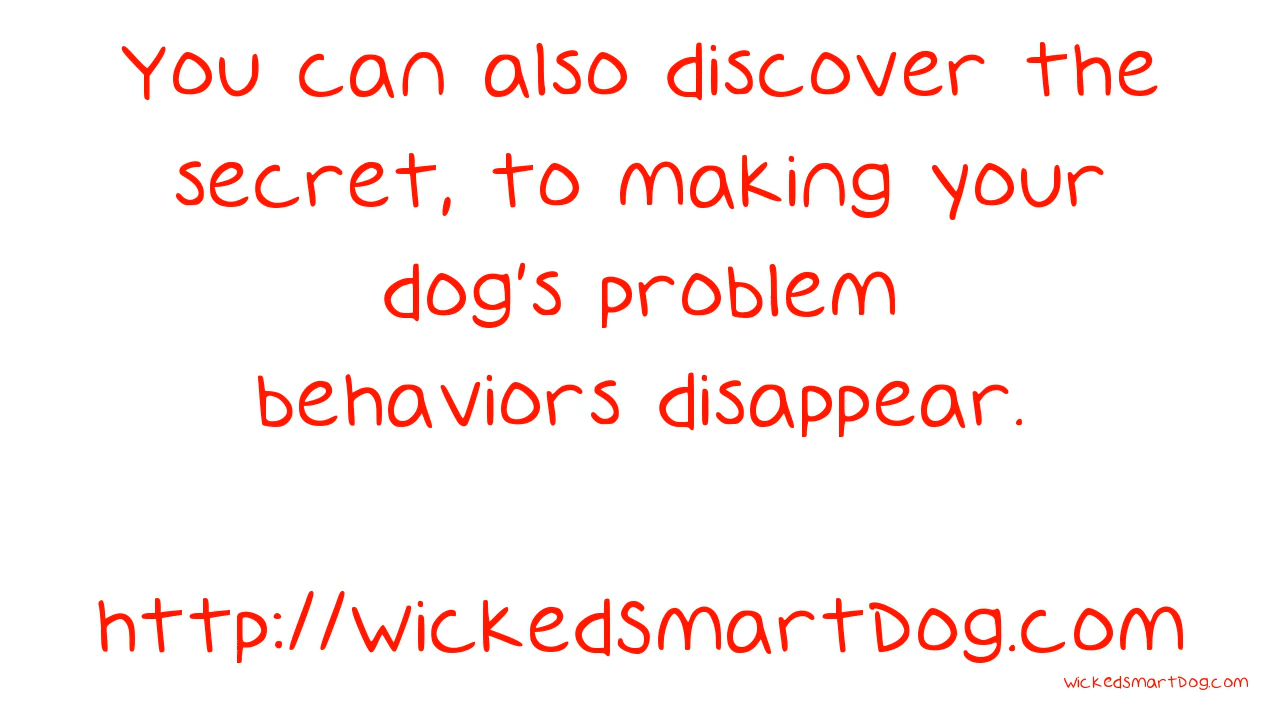 You can also discover the
secret, to making your
dog's problem
behaviors disappear.
http://WickedSmartDog.com
WickedSmartDog.com